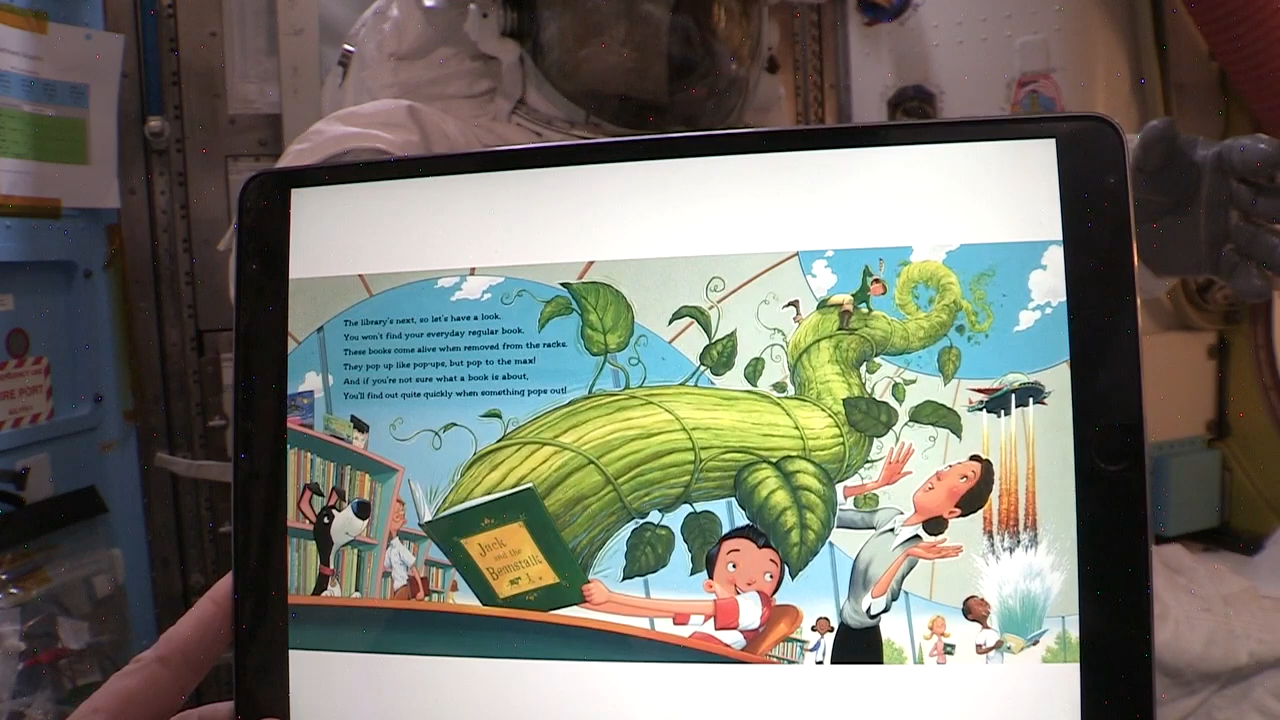 The library's next, so let's have a look.
You won't find your everyday regular book.
These books come alive when removed from the racks.
They pop up like pop-ups, but pop to the max!
And if you're not sure what a book is about,
You'll find out quite quickly when something pops out!
Jack
and the
Beanstalk